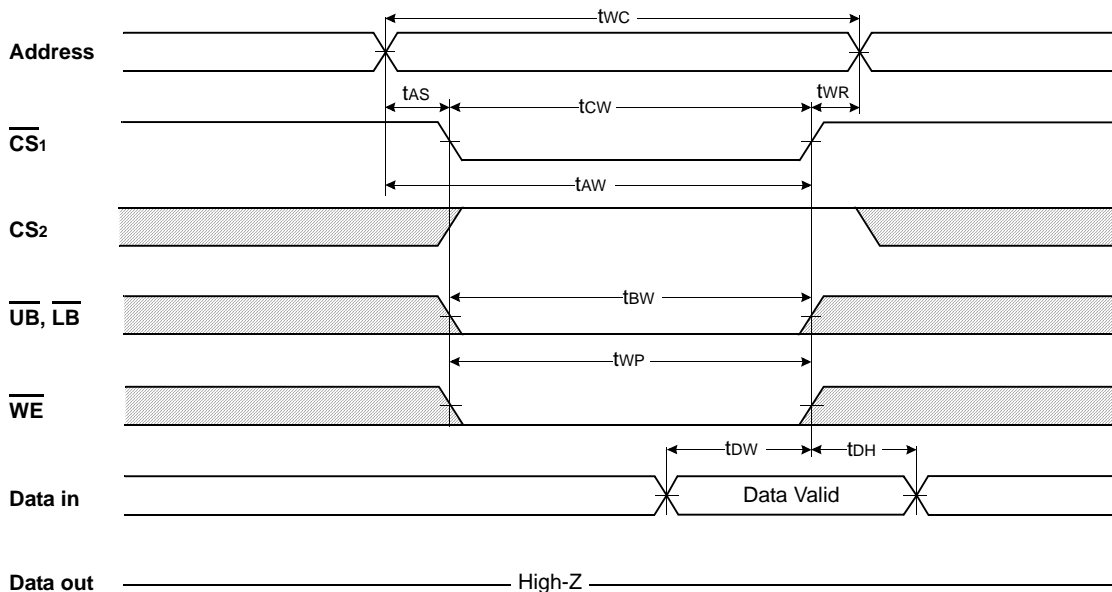 tWC
Address
tAS tCW tWR
CS1
tAW
CS2
tBW
UB, LB
tWP
WE
tDW tDH
Data in Data Valid
Data out High-Z